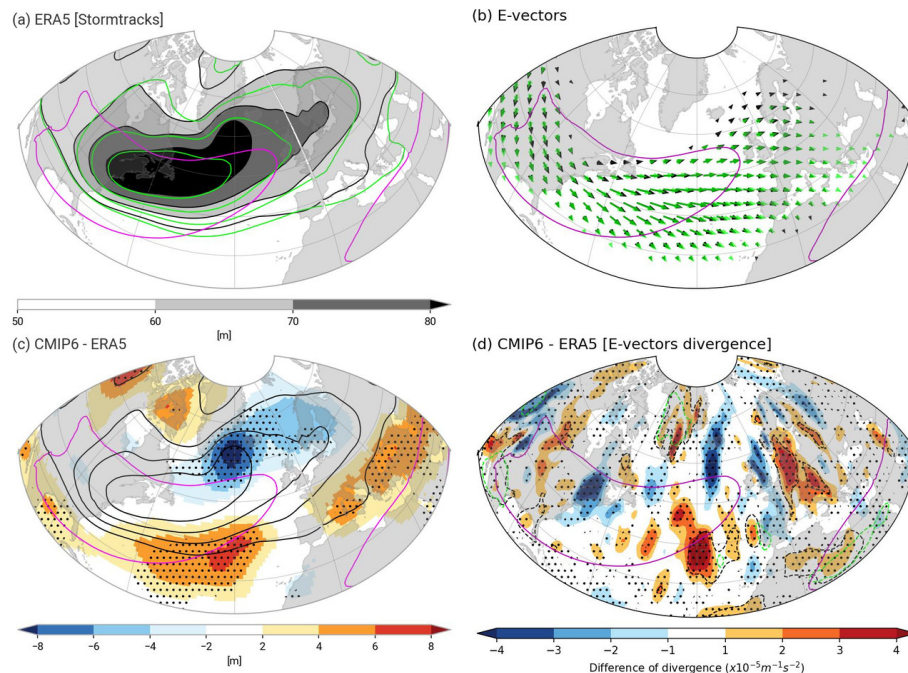 (a) ERA5 [Stormtracks]
(b) E-vectors
50 60 70 80
[m]
(c) CMIP6 - ERA5
(d) CMIP6 - ERA5 [E-vectors divergence]
−8 −6 −4 −2 2 4 6 8
[m]
−4 −3 −2 −1 1 2 3 4
Difference of divergence (x10⁻⁵m⁻¹s⁻²)